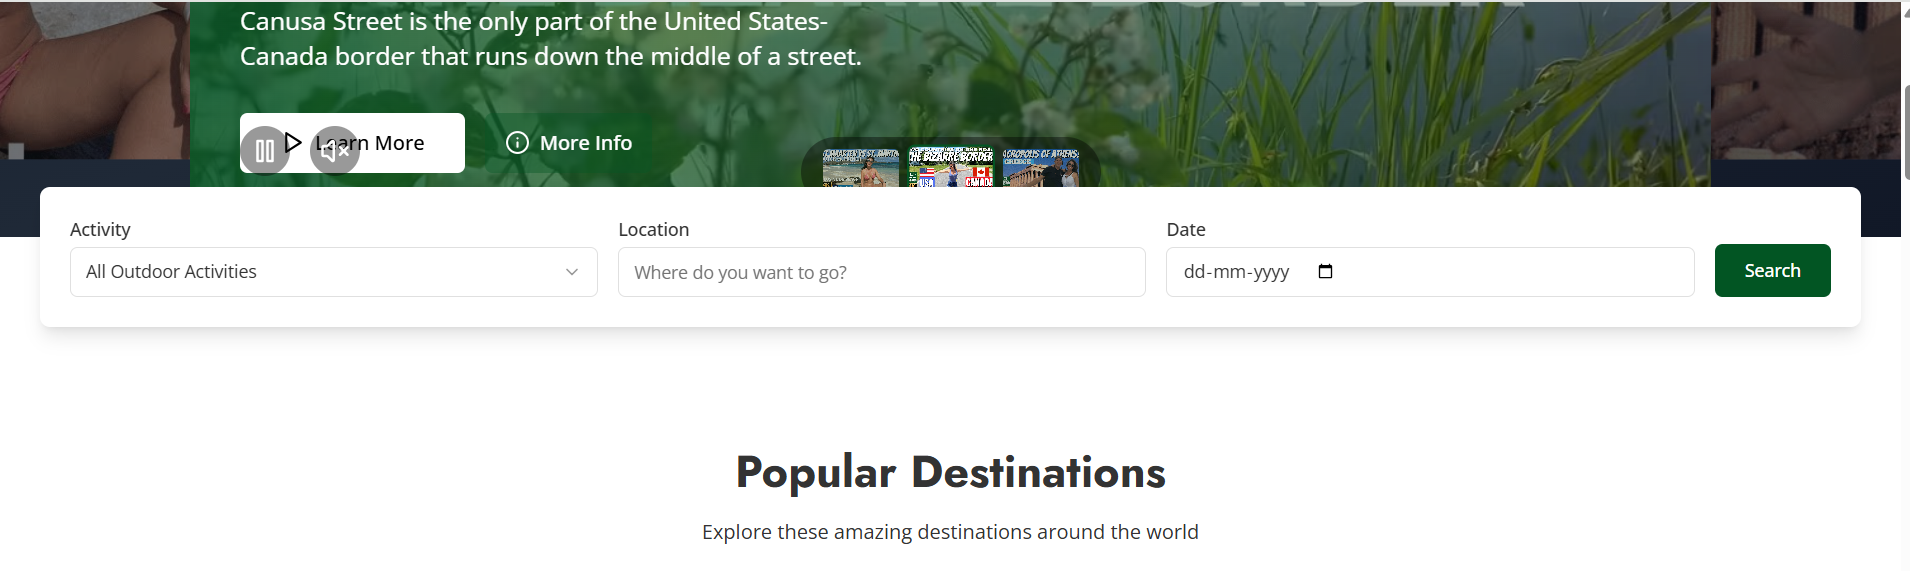 Canusa Street is the only part of the United States-
Canada border that runs down the middle of a street.
Learn More
More Info
THE BIZARRE BORDER
ACROPOLIS OF ATHENS
USA
CANADA
Activity
Location
Date
All Outdoor Activities
Where do you want to go?
dd-mm-yyyy
Search
Popular Destinations
Explore these amazing destinations around the world